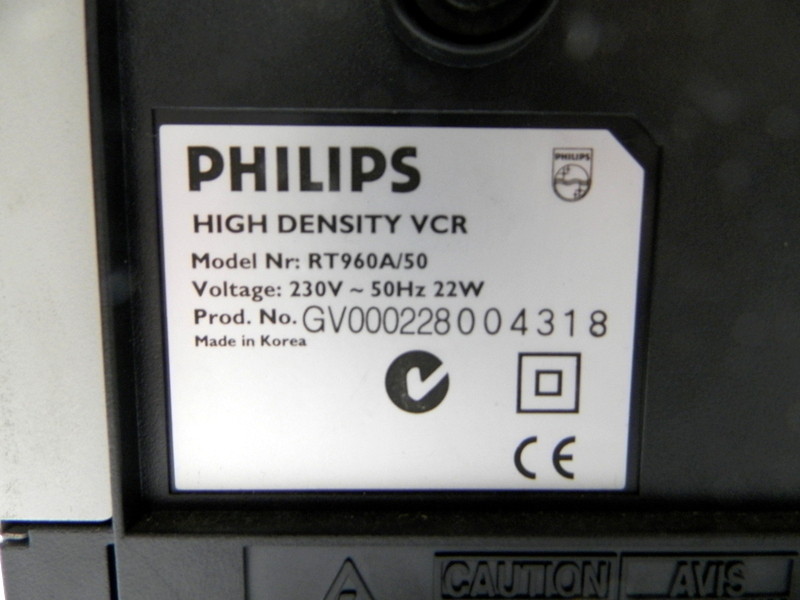 PHILIPS
PHILIPS
HIGH DENSITY VCR
Model Nr: RT960A/50
Voltage: 230V ~ 50Hz 22W
Prod. No. GV000228004318
Made in Korea
CE
CAUTION AVIS